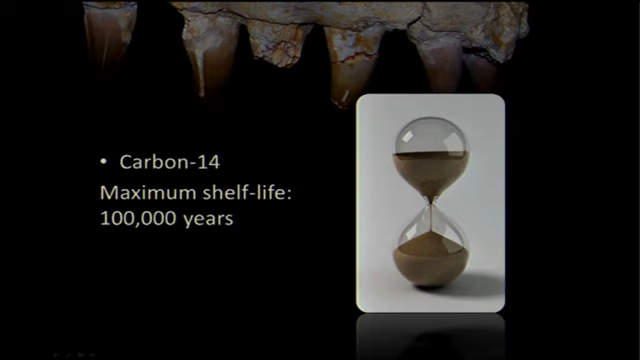 • Carbon-14
Maximum shelf-life:
100,000 years